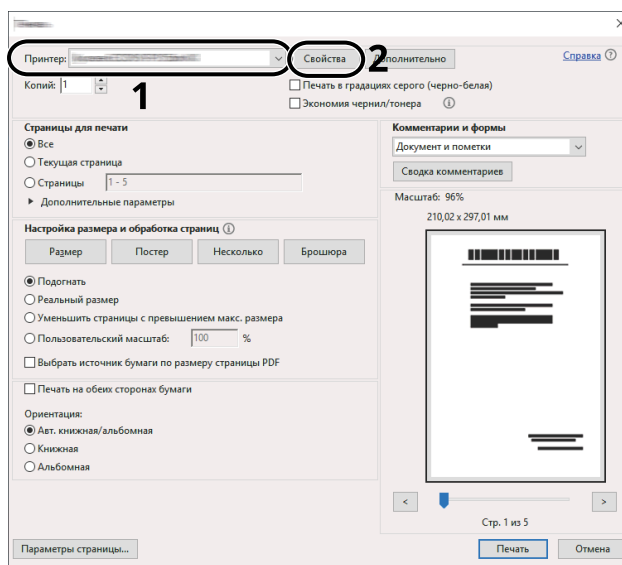 Принтер:
Свойства
Дополнительно
Справка
2
Копий: 1
1
Печать в градациях серого (черно-белая)
Экономия чернил/тонера
Страницы для печати
Все
Текущая страница
Страницы 1 - 5
Дополнительные параметры
Настройка размера и обработка страниц
Размер Постер Несколько Брошюра
Подогнать
Реальный размер
Уменьшить страницы с превышением макс. размера
Пользовательский масштаб: 100 %
Выбрать источник бумаги по размеру страницы PDF
Печать на обеих сторонах бумаги
Ориентация:
Авт. книжная/альбомная
Книжная
Альбомная
Комментарии и формы
Документ и пометки
Сводка комментариев
Масштаб: 96%
210,02 x 297,01 мм
< >
Стр. 1 из 5
Параметры страницы...
Печать
Отмена